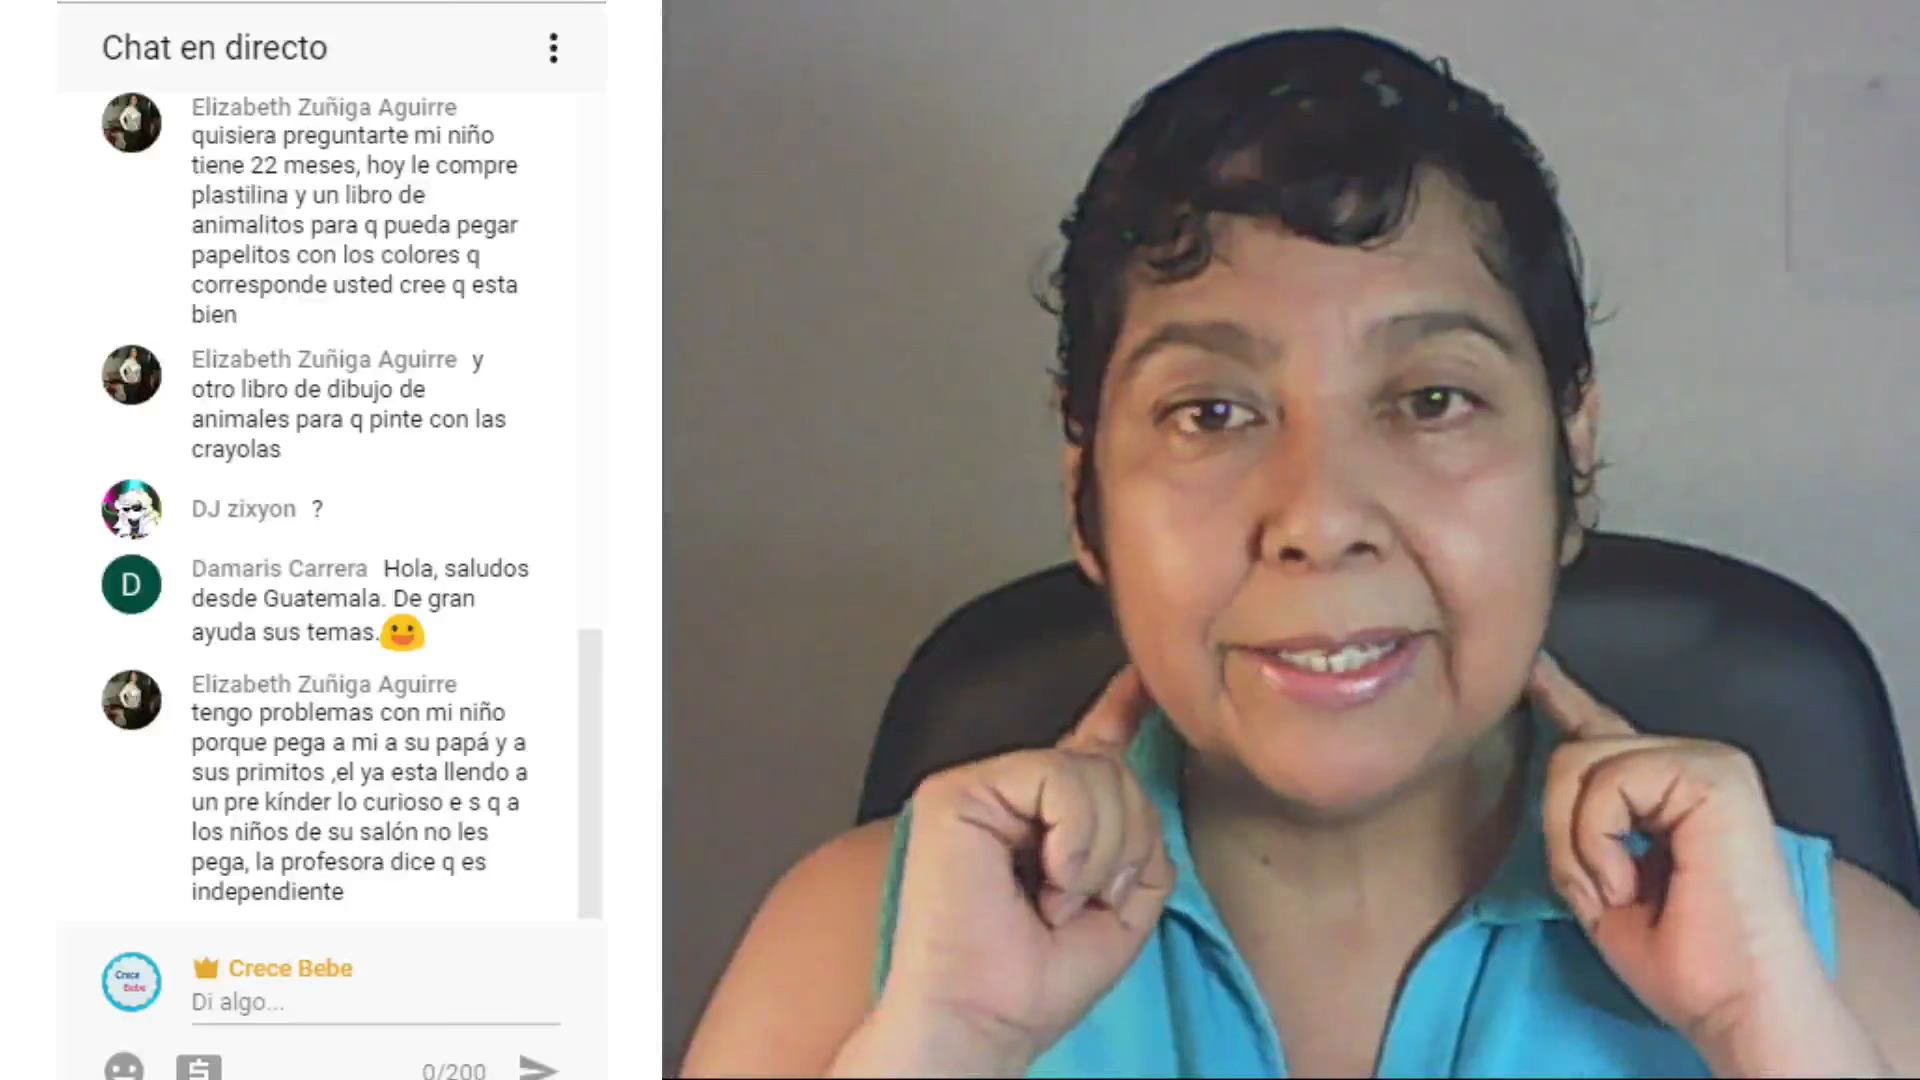 Chat en directo
Elizabeth Zuñiga Aguirre
quisiera preguntarte mi niño
tiene 22 meses, hoy le compre
plastilina y un libro de
animalitos para q pueda pegar
papelitos con los colores q
corresponde usted cree q esta
bien
Elizabeth Zuñiga Aguirre y
otro libro de dibujo de
animales para q pinte con las
crayolas
DJ zixyon ?
D
Damaris Carrera Hola, saludos
desde Guatemala. De gran
ayuda sus temas.
Elizabeth Zuñiga Aguirre
tengo problemas con mi niño
porque pega a mi a su papá y a
sus primitos ,el ya esta llendo a
un pre kínder lo curioso e s q a
los niños de su salón no les
pega, la profesora dice q es
independiente
Crece
Bebe
Crece Bebe
Di algo...
0/200